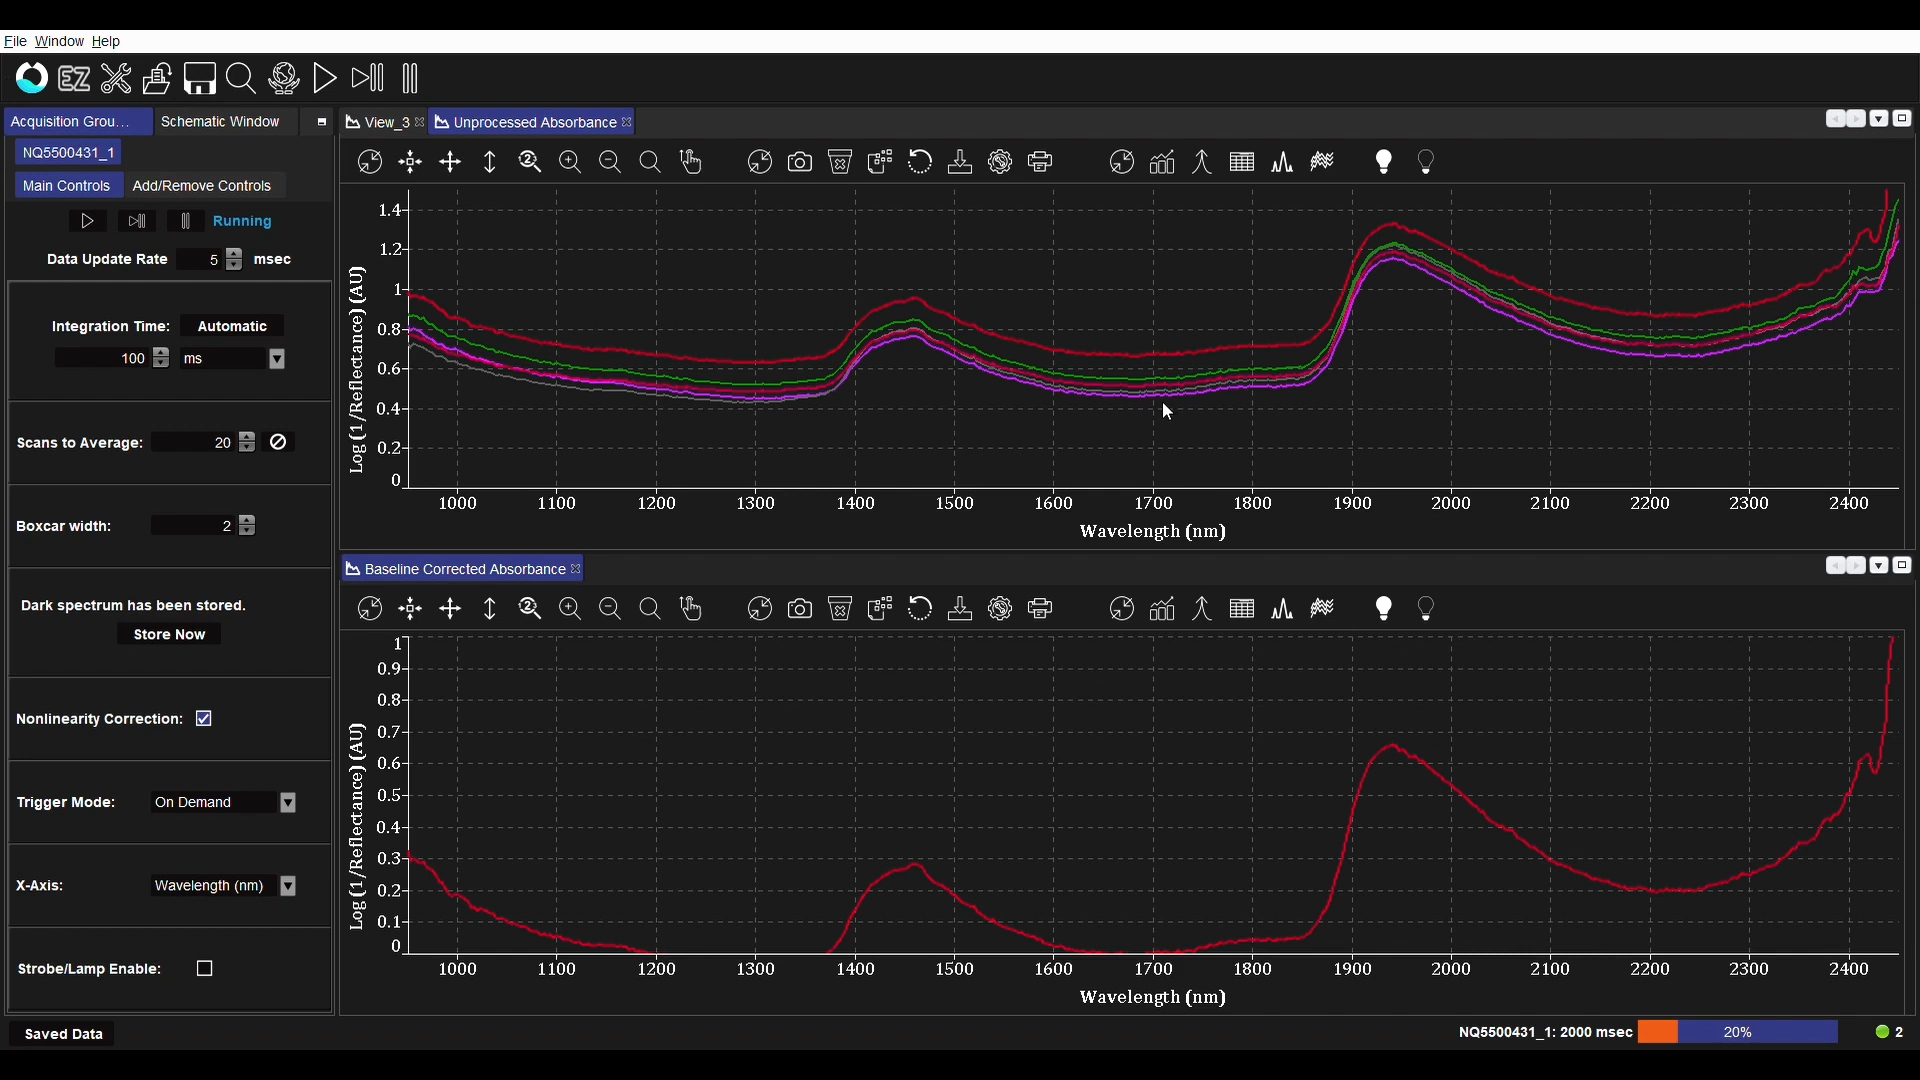 File Window Help
EZ
Acquisition Grou... Schematic Window
NQ5500431_1
Main Controls Add/Remove Controls
Running
Data Update Rate 5 msec
Integration Time: Automatic
100 ms
Scans to Average: 20
Boxcar width: 2
Dark spectrum has been stored.
Store Now
Nonlinearity Correction:
Trigger Mode: On Demand
X-Axis: Wavelength (nm)
Strobe/Lamp Enable:
Saved Data
View_3 Unprocessed Absorbance
2
Log (1/Reflectance) (AU)
1.4
1.2
1
0.8
0.6
0.4
0.2
0
1000 1100 1200 1300 1400 1500 1600 1700 1800 1900 2000 2100 2200 2300 2400
Wavelength (nm)
Baseline Corrected Absorbance
2
Log (1/Reflectance) (AU)
1
0.9
0.8
0.7
0.6
0.5
0.4
0.3
0.2
0.1
0
1000 1100 1200 1300 1400 1500 1600 1700 1800 1900 2000 2100 2200 2300 2400
Wavelength (nm)
NQ5500431_1: 2000 msec 20% 2